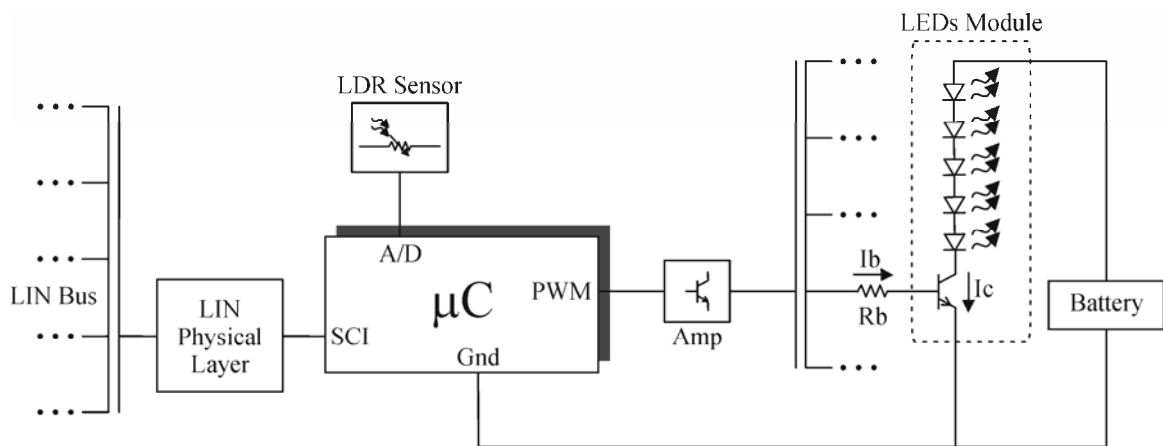 LEDs Module
LDR Sensor
A/D
LIN Bus
LIN
Physical
Layer
SCI
μC
PWM
Gnd
Amp
Ib
Rb
Ic
Battery